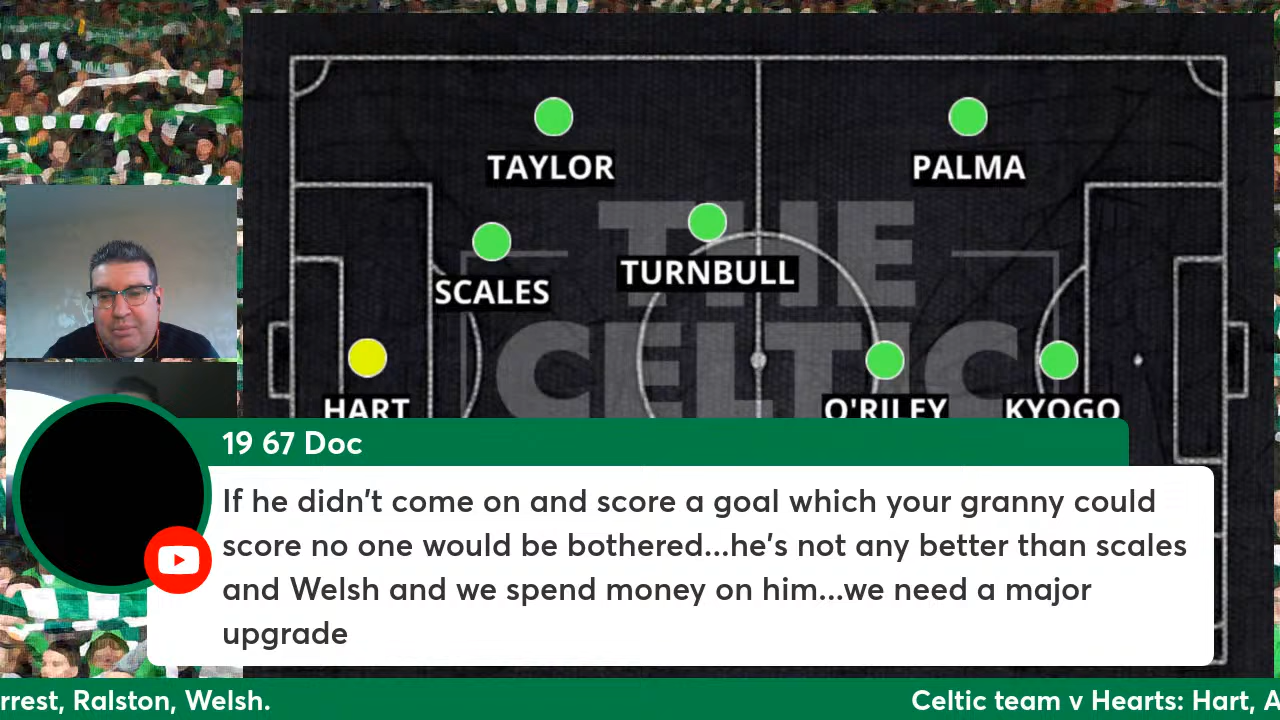 TAYLOR
PALMA
THE
TURNBULL
SCALES
CELTIC
HART
O'RILEY
KYOGO
19 67 Doc
If he didn't come on and score a goal which your granny could
score no one would be bothered...he's not any better than scales
and Welsh and we spend money on him...we need a major
upgrade
rrest, Ralston, Welsh.
Celtic team v Hearts: Hart, A